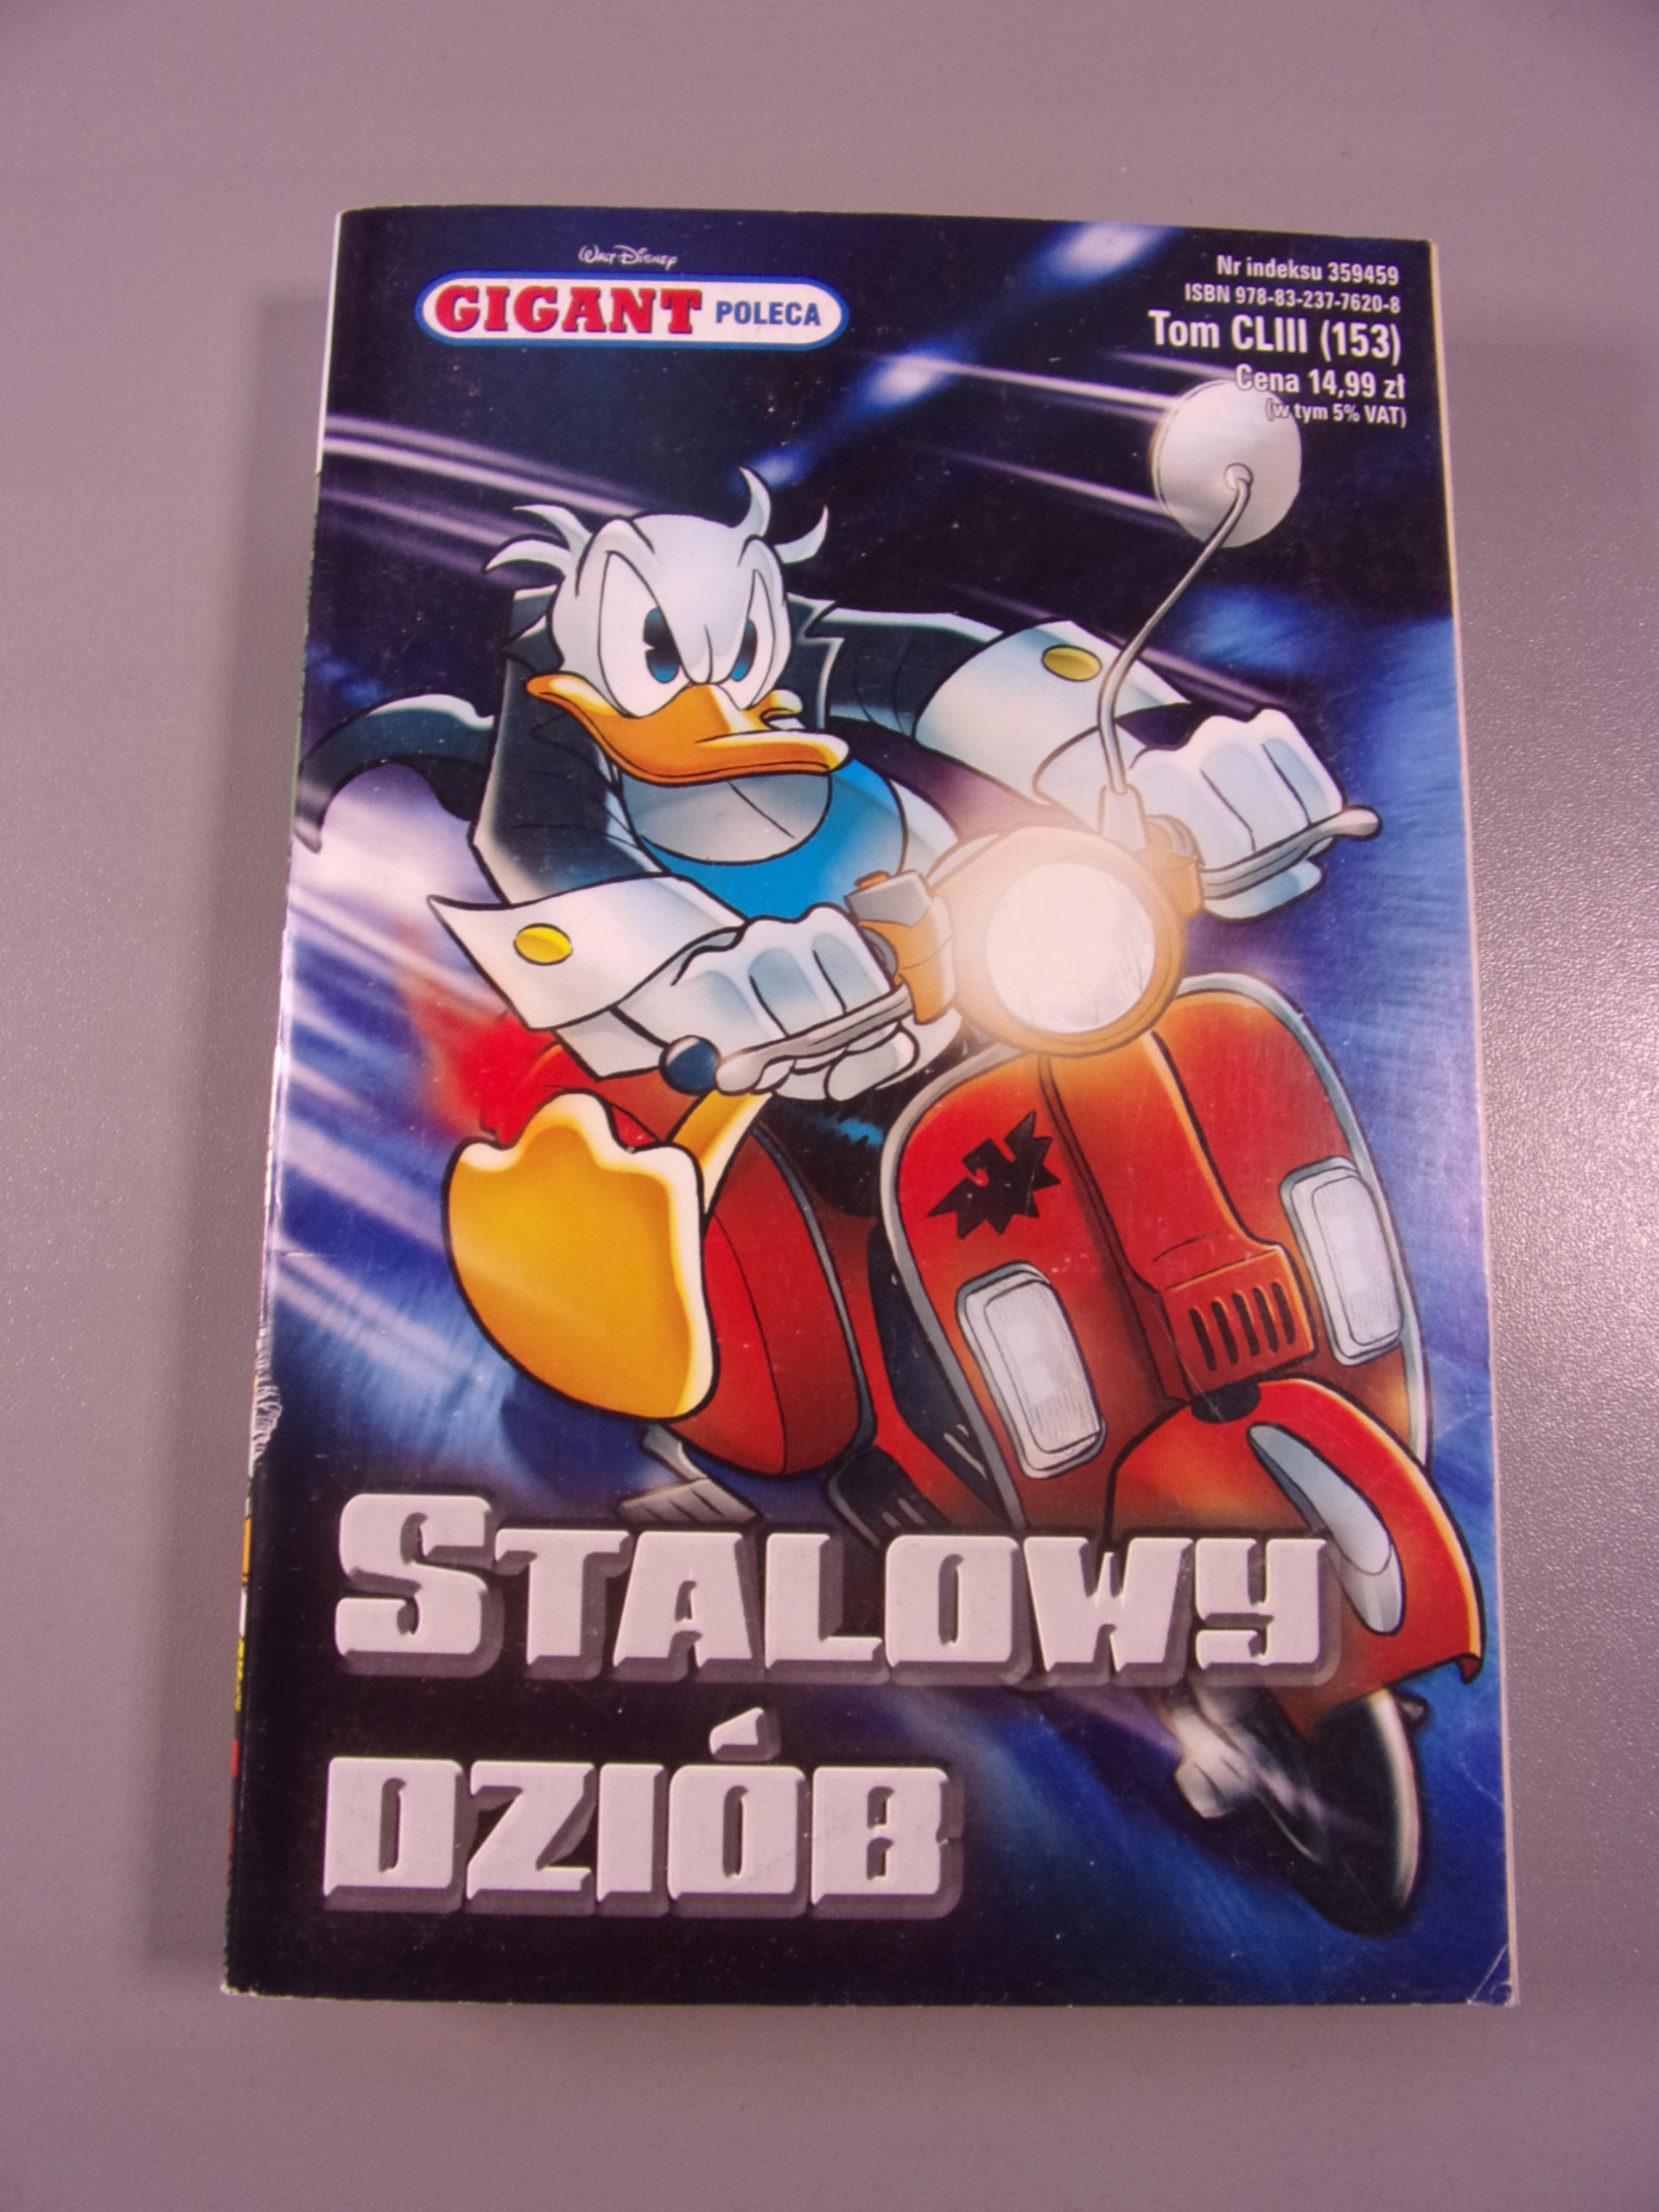 Walt Disney
GIGANT POLECA
Nr indeksu 359459
ISBN 978-83-237-7620-8
Tom CLIII (153)
Cena 14,99 zł
(w tym 5% VAT)
STALOWY
DZIÓB